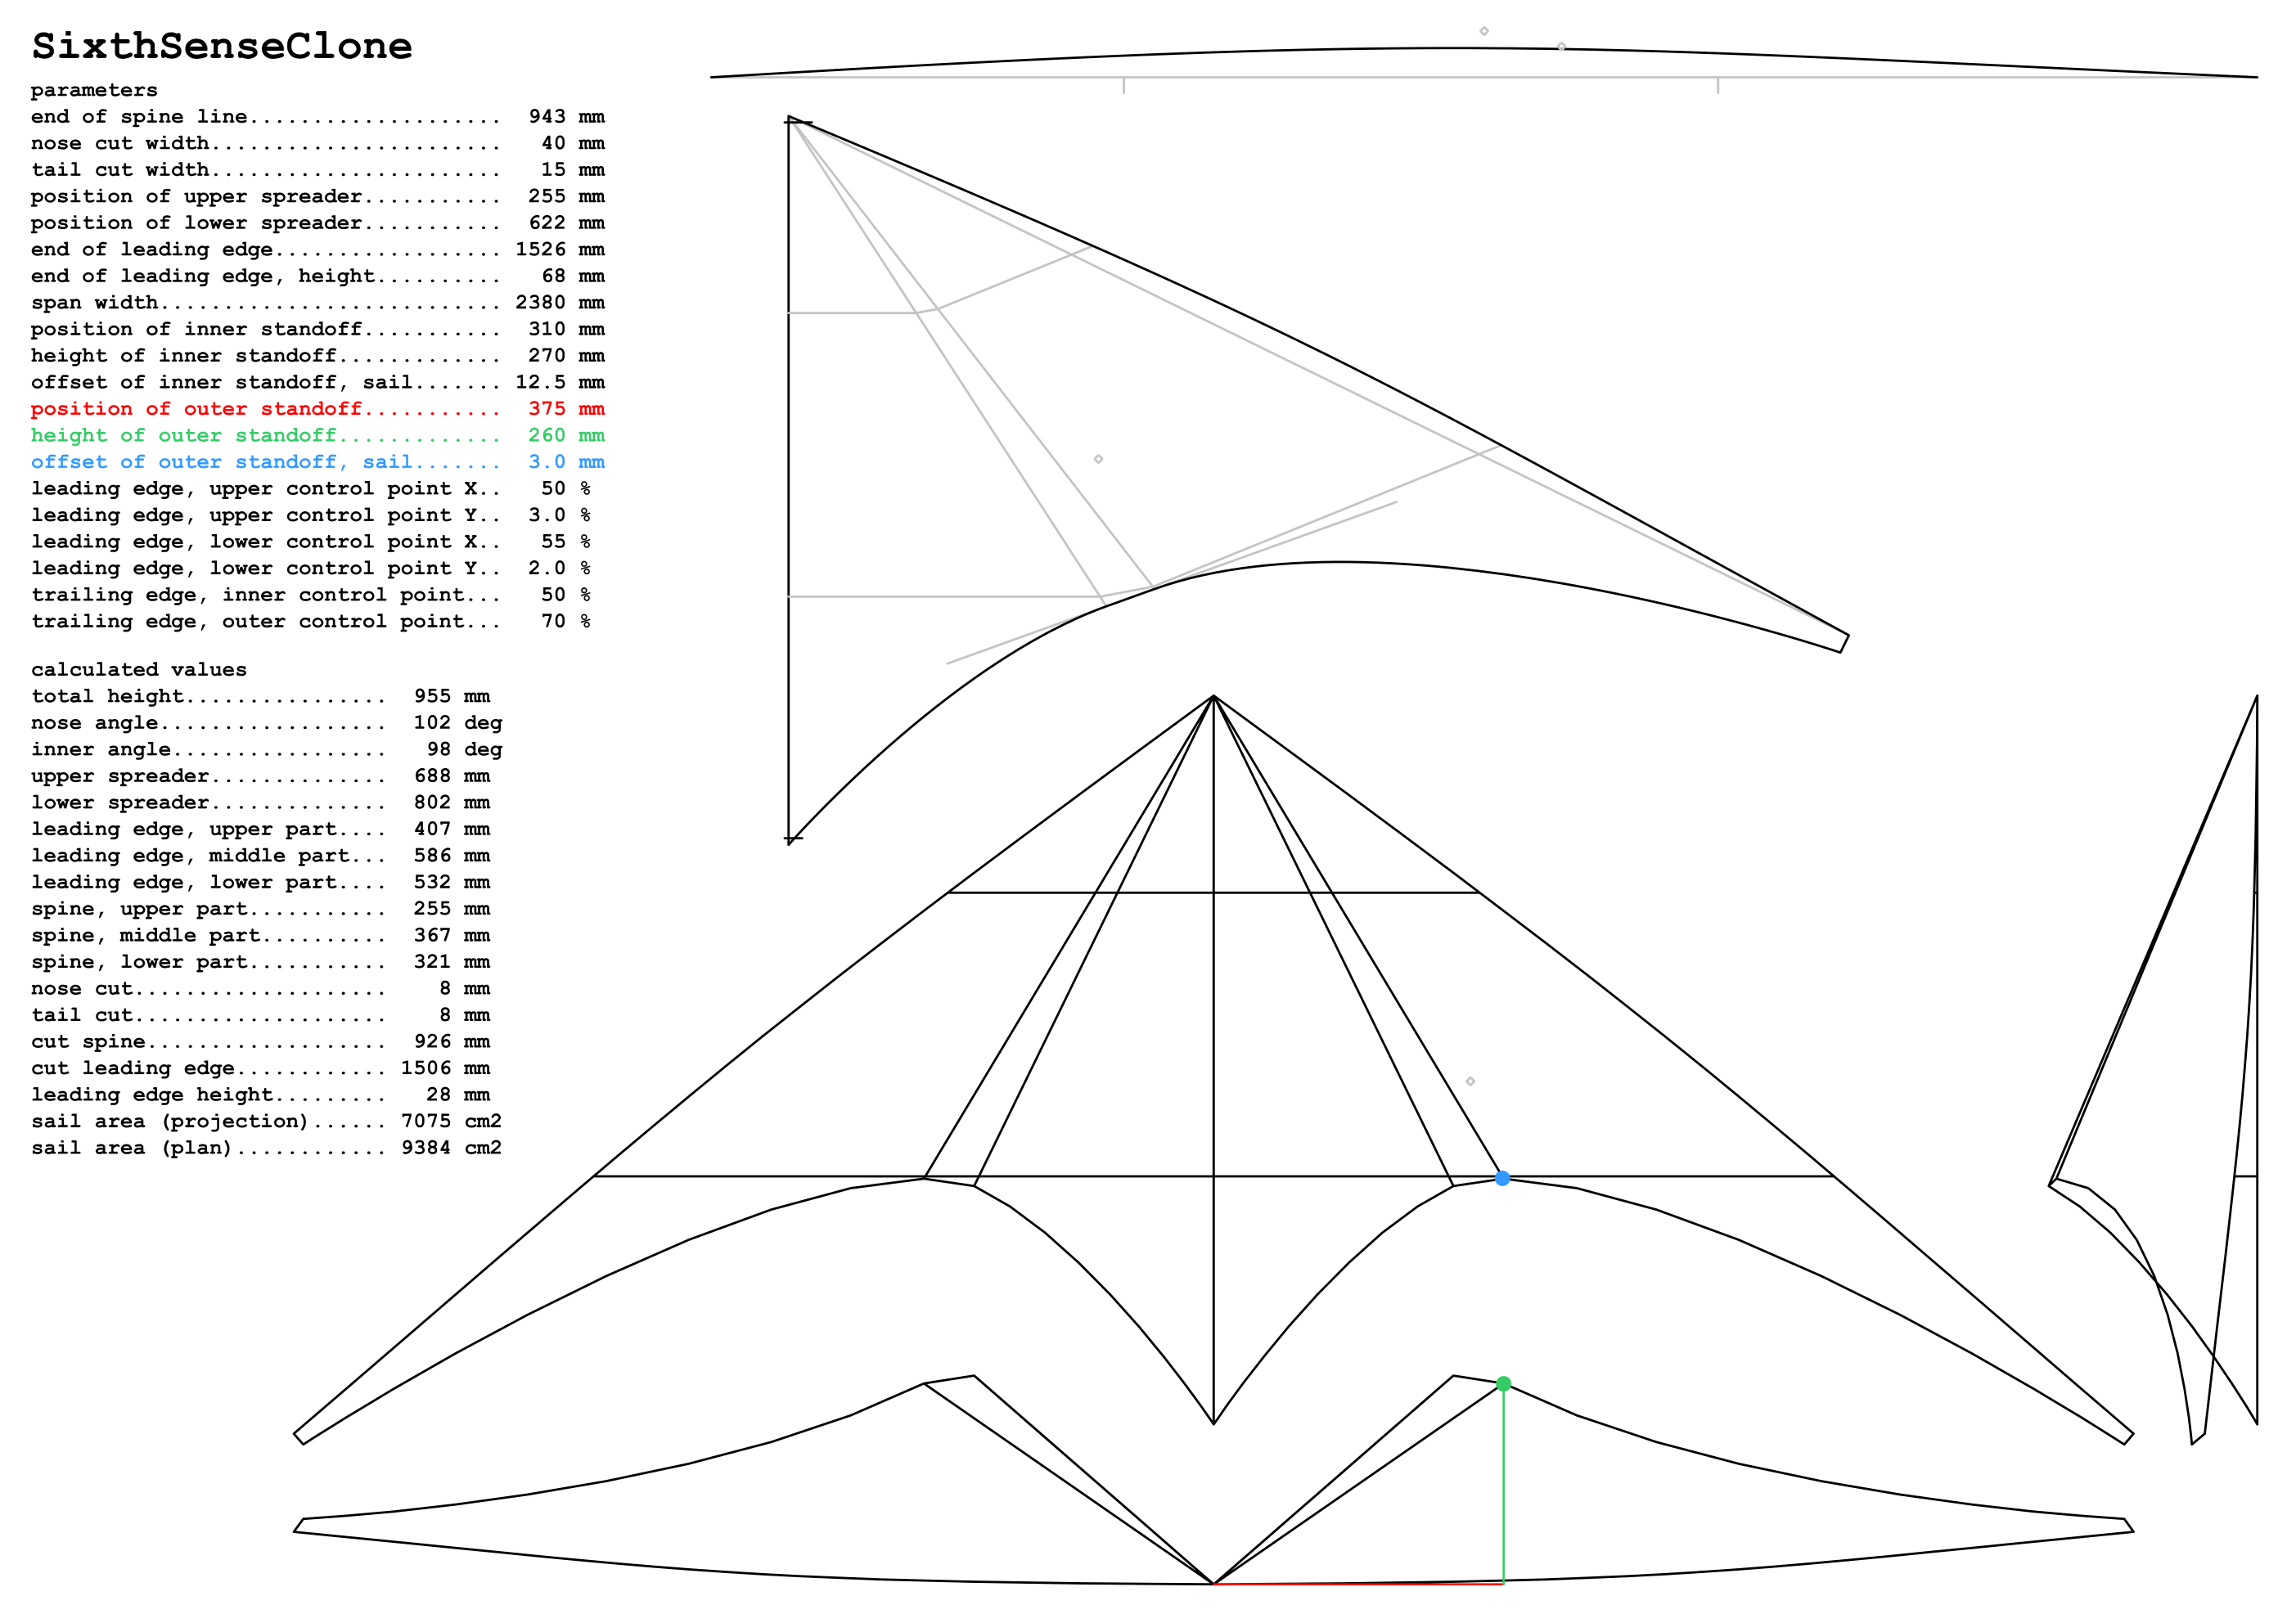 SixthSenseClone
parameters
end of spine line.................... 943 mm
nose cut width....................... 40 mm
tail cut width....................... 15 mm
position of upper spreader........... 255 mm
position of lower spreader........... 622 mm
end of leading edge.................. 1526 mm
end of leading edge, height.......... 68 mm
span width........................... 2380 mm
position of inner standoff........... 310 mm
height of inner standoff............. 270 mm
offset of inner standoff, sail....... 12.5 mm
position of outer standoff........... 375 mm
height of outer standoff............. 260 mm
offset of outer standoff, sail....... 3.0 mm
leading edge, upper control point X.. 50 %
leading edge, upper control point Y.. 3.0 %
leading edge, lower control point X.. 55 %
leading edge, lower control point Y.. 2.0 %
trailing edge, inner control point... 50 %
trailing edge, outer control point... 70 %
calculated values
total height................ 955 mm
nose angle.................. 102 deg
inner angle................. 98 deg
upper spreader.............. 688 mm
lower spreader.............. 802 mm
leading edge, upper part.... 407 mm
leading edge, middle part... 586 mm
leading edge, lower part.... 532 mm
spine, upper part........... 255 mm
spine, middle part.......... 367 mm
spine, lower part........... 321 mm
nose cut.................... 8 mm
tail cut.................... 8 mm
cut spine................... 926 mm
cut leading edge............ 1506 mm
leading edge height......... 28 mm
sail area (projection)...... 7075 cm2
sail area (plan)............ 9384 cm2